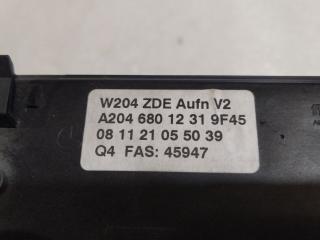 W204 ZDE Aufn V2
A204 680 12 31 9F45
08 11 21 05 50 39
Q4 FAS: 45947